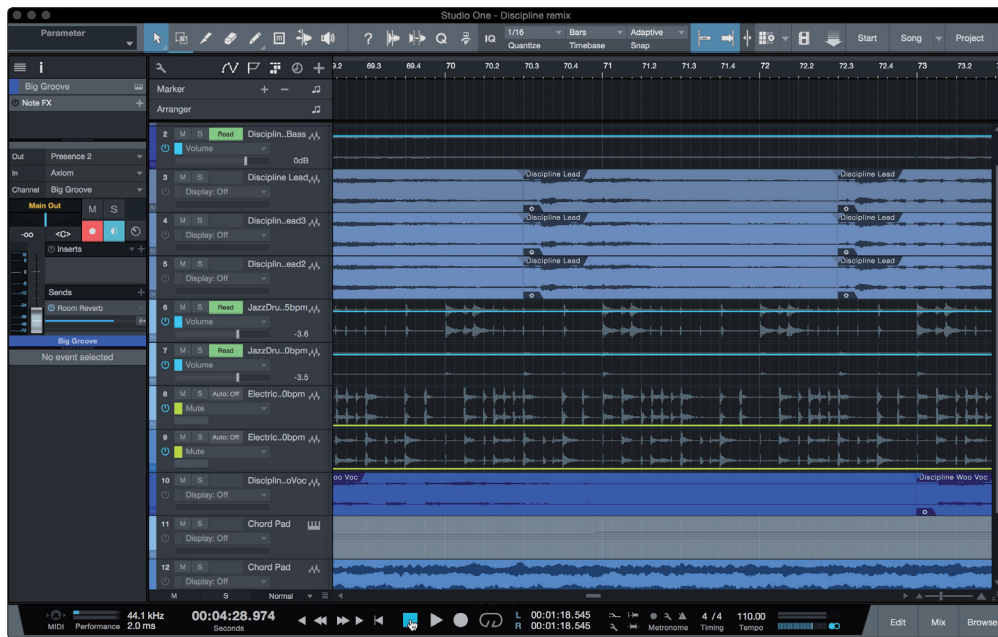 Studio One - Discipline remix
Parameter
IQ
1/16
Quantize
Bars
Timebase
Adaptive
Snap
Start
Song
Project
9.2 69.3 69.4 70 70.2 70.3 70.4 71 71.2 71.3 71.4 72 72.2 72.3 72.4 73 73.2
Big Groove
Note FX
Marker
Arranger
Out Presence 2
In Axiom
Channel Big Groove
Main Out M S
-oo <C>
Inserts
Sends
Room Reverb
Big Groove
No event selected
2 M S Read Disciplin..Bass
Volume
0dB
3 M S Discipline Lead
Display: Off
Discipline Lead
Discipline Lead
4 M S Disciplin..ead3
Display: Off
Discipline Lead
Discipline Lead
5 M S Disciplin..ead2
Display: Off
Discipline Lead
Discipline Lead
6 M S Read JazzDru..5bpm
Volume
-3.6
7 M S Read JazzDru..0bpm
Volume
-3.5
8 M S Auto: Off Electric..0bpm
Mute
9 M S Auto: Off Electric..0bpm
Mute
10 M S Disciplin..oVoc
Display: Off
oo Voc
Discipline Woo Voc
11 M S Chord Pad
Display: Off
12 M S Chord Pad
Display: Off
M S Normal
MIDI
Performance
44.1 kHz
2.0 ms
00:04:28.974
Seconds
L 00:01:18.545
R 00:01:18.545
Metronome
4 / 4
Timing
110.00
Tempo
Edit
Mix
Browse